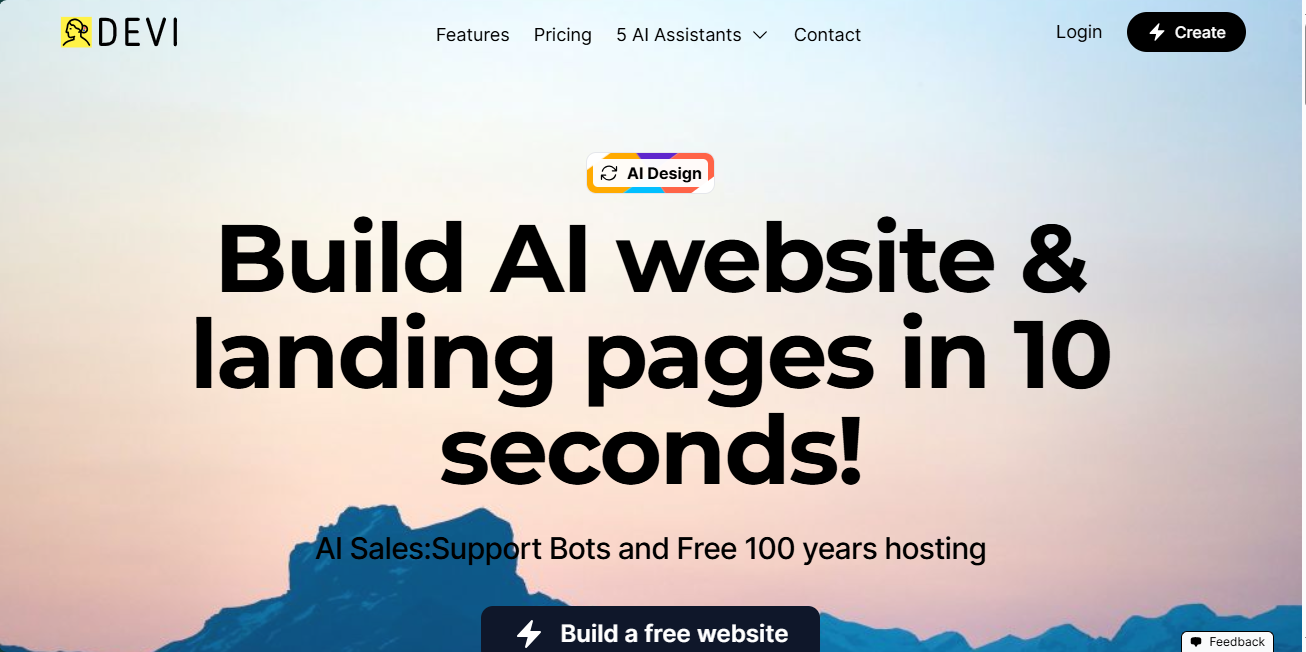 DEVI
Features Pricing 5 AI Assistants Contact
Login Create
AI Design
Build AI website &
landing pages in 10
seconds!
AI Sales:Support Bots and Free 100 years hosting
Build a free website
Feedback